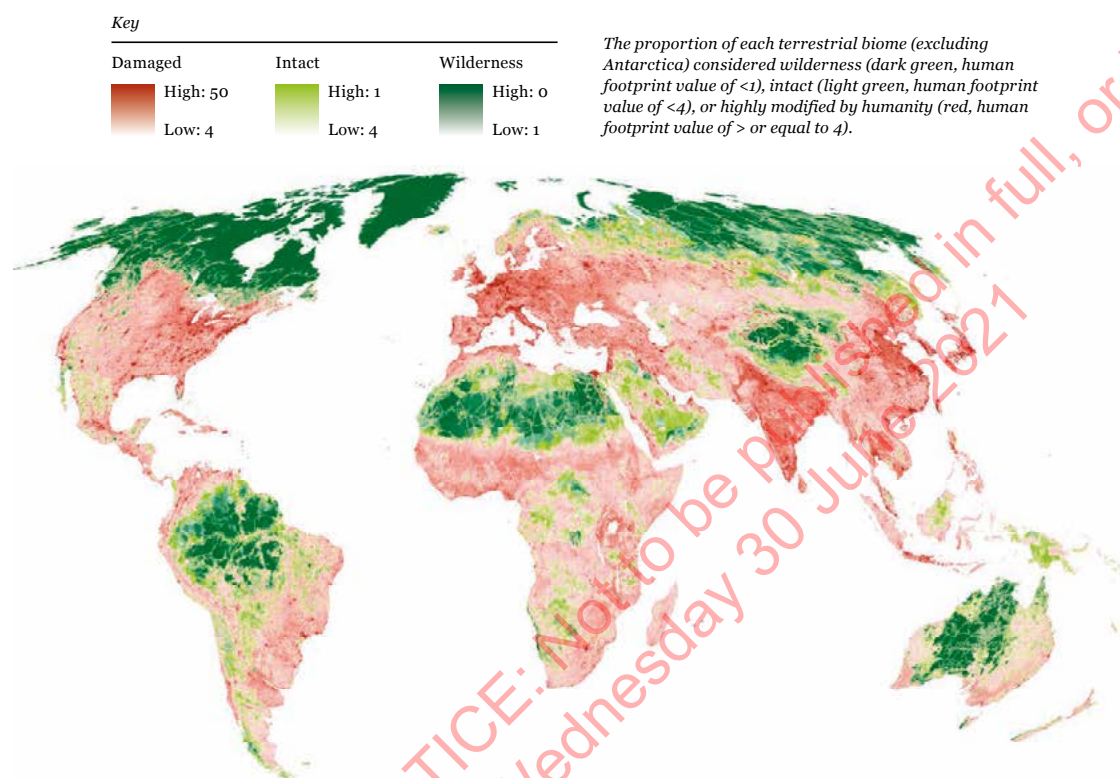 Key
Damaged
Intact
Wilderness
High: 50
High: 1
High: 0
Low: 4
Low: 4
Low: 1
The proportion of each terrestrial biome (excluding
Antarctica) considered wilderness (dark green, human
footprint value of <1), intact (light green, human footprint
value of <4), or highly modified by humanity (red, human
footprint value of > or equal to 4).
TICE: Not to be published in full, or
Wednesday 30 June 2021